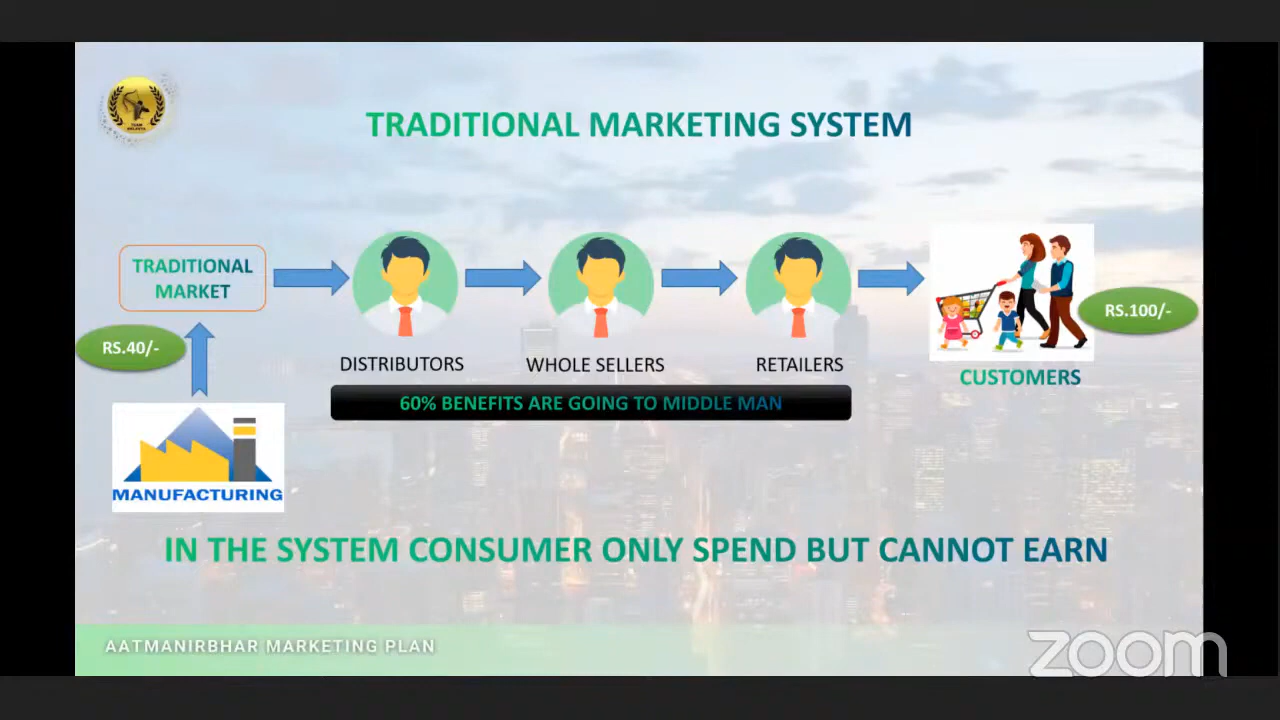 TRADITIONAL MARKETING SYSTEM
TRADITIONAL
MARKET
RS.40/-
MANUFACTURING
DISTRIBUTORS
WHOLE SELLERS
RETAILERS
60% BENEFITS ARE GOING TO MIDDLE MAN
RS.100/-
CUSTOMERS
IN THE SYSTEM CONSUMER ONLY SPEND BUT CANNOT EARN
AATMANIRBHAR MARKETING PLAN
zoom